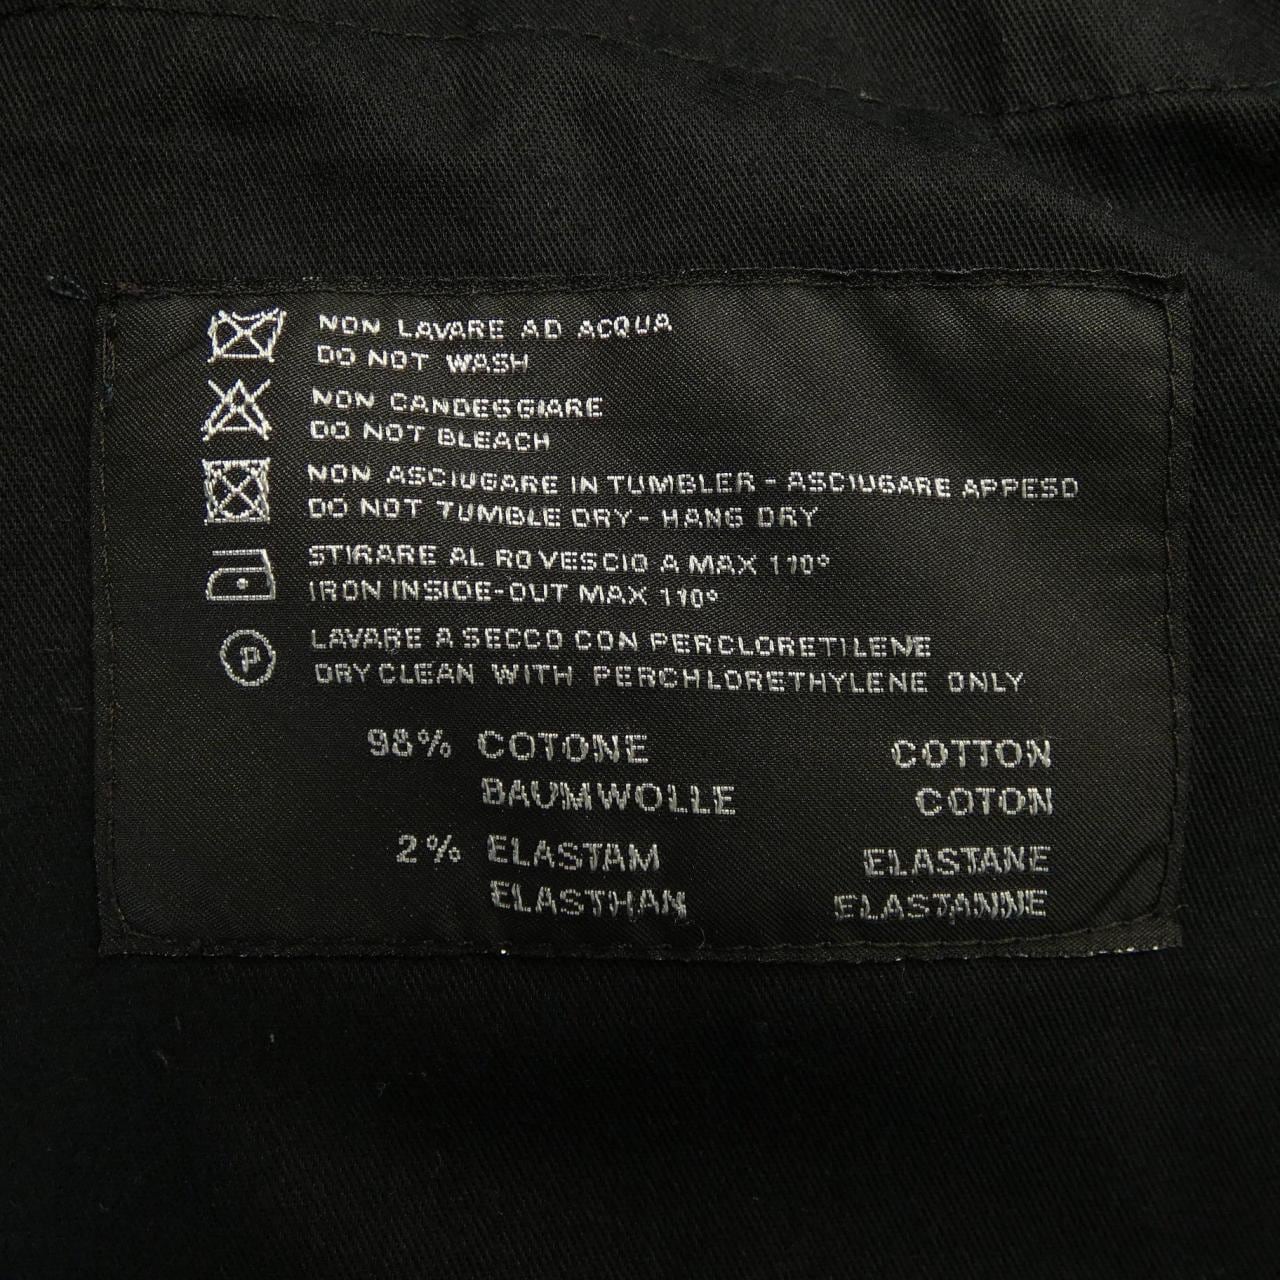 NON LAVARE AD ACQUA
DO NOT WASH
NON CANDEGGIARE
DO NOT BLEACH
NON ASCIUGARE IN TUMBLER - ASCIUGARE APPESO
DO NOT TUMBLE DRY - HANG DRY
STIRARE AL ROVESCIO A MAX 110°
IRON INSIDE-OUT MAX 110°
P LAVARE A SECCO CON PERCLORETILENE
DRYCLEAN WITH PERCHLORETHYLENE ONLY
98% COTONE COTTON
BAUMWOLLE COTON
2% ELASTAM ELASTANE
ELASTHAN ELASTANNE